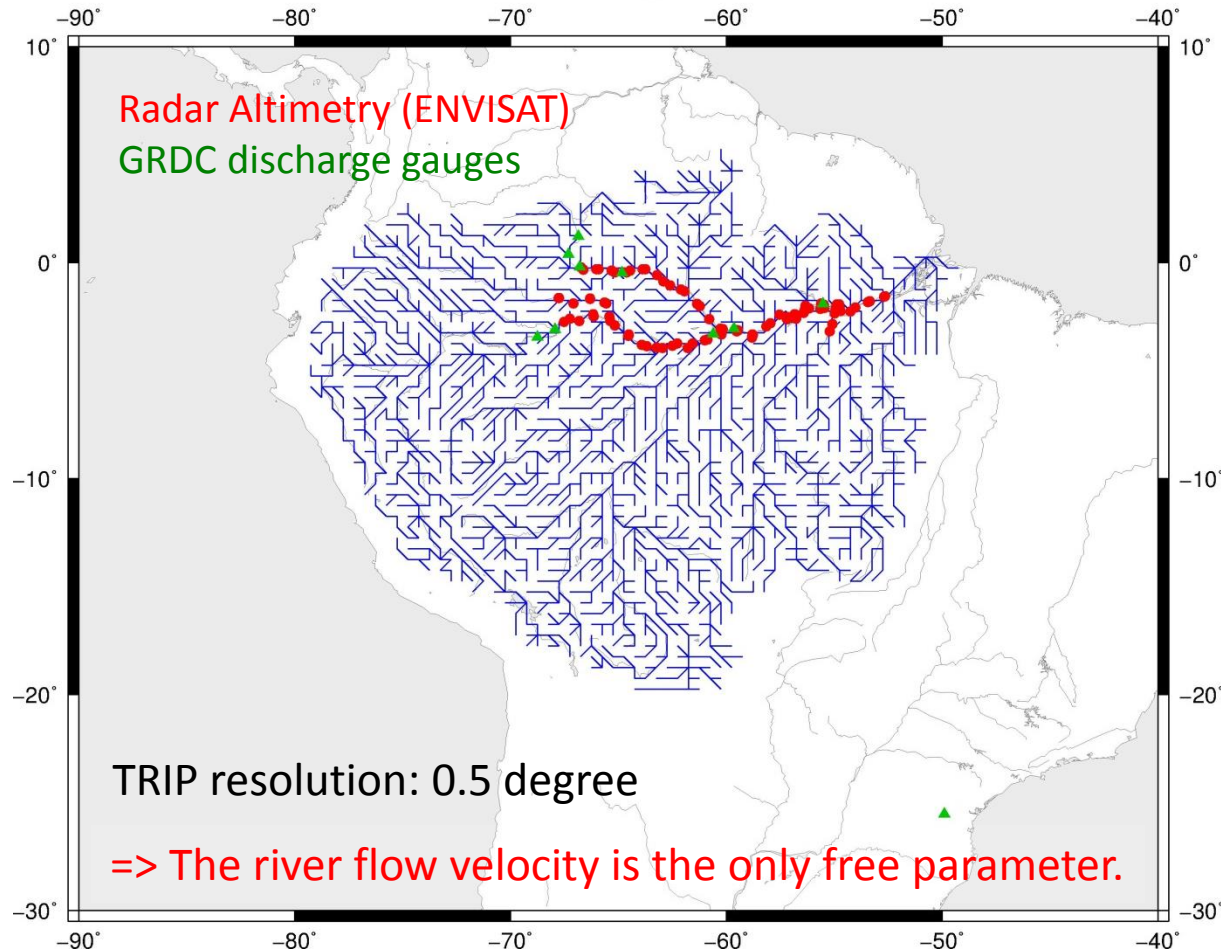 −90° −80° −70° −60° −50° −40°
10° 10°
Radar Altimetry (ENVISAT)
GRDC discharge gauges
0° 0°
−10° −10°
−20° −20°
TRIP resolution: 0.5 degree
=> The river flow velocity is the only free parameter.
−30° −30°
−90° −80° −70° −60° −50° −40°